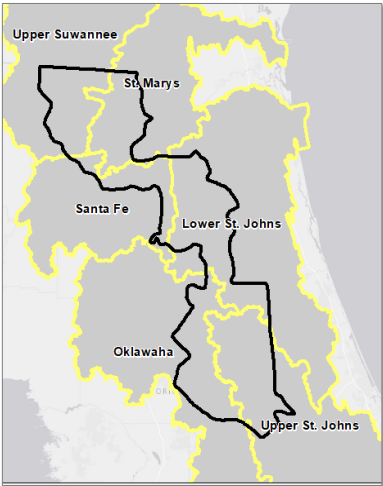 Upper Suwannee
St. Marys
Santa Fe
Lower St. Johns
Oklawaha
Upper St. Johns